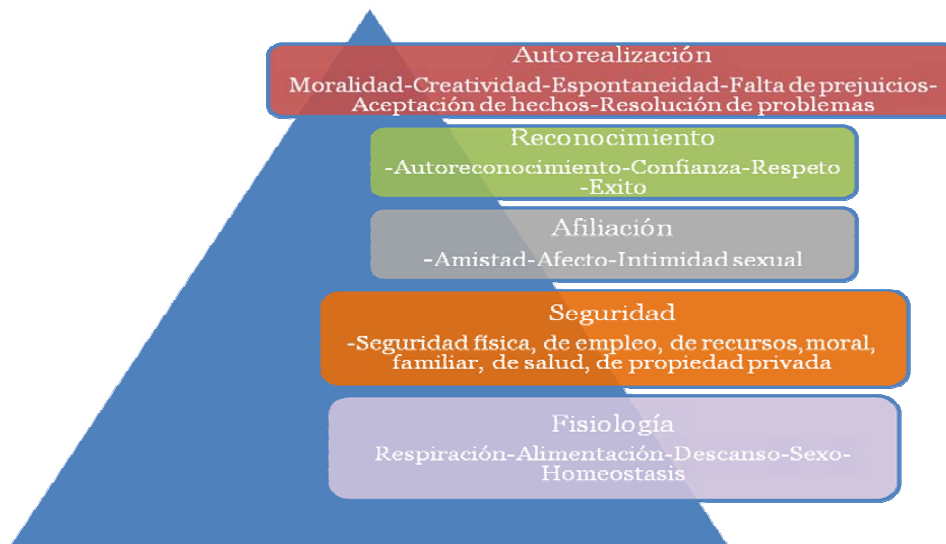 Autorealización
Moralidad-Creatividad-Espontaneidad-Falta de prejuicios-
Aceptación de hechos-Resolución de problemas
Reconocimiento
-Autoreconocimiento-Confianza-Respeto
-Exito
Afiliación
-Amistad-Afecto-Intimidad sexual
Seguridad
-Seguridad física, de empleo, de recursos, moral,
familiar, de salud, de propiedad privada
Fisiología
Respiración-Alimentación-Descanso-Sexo-
Homeostasis